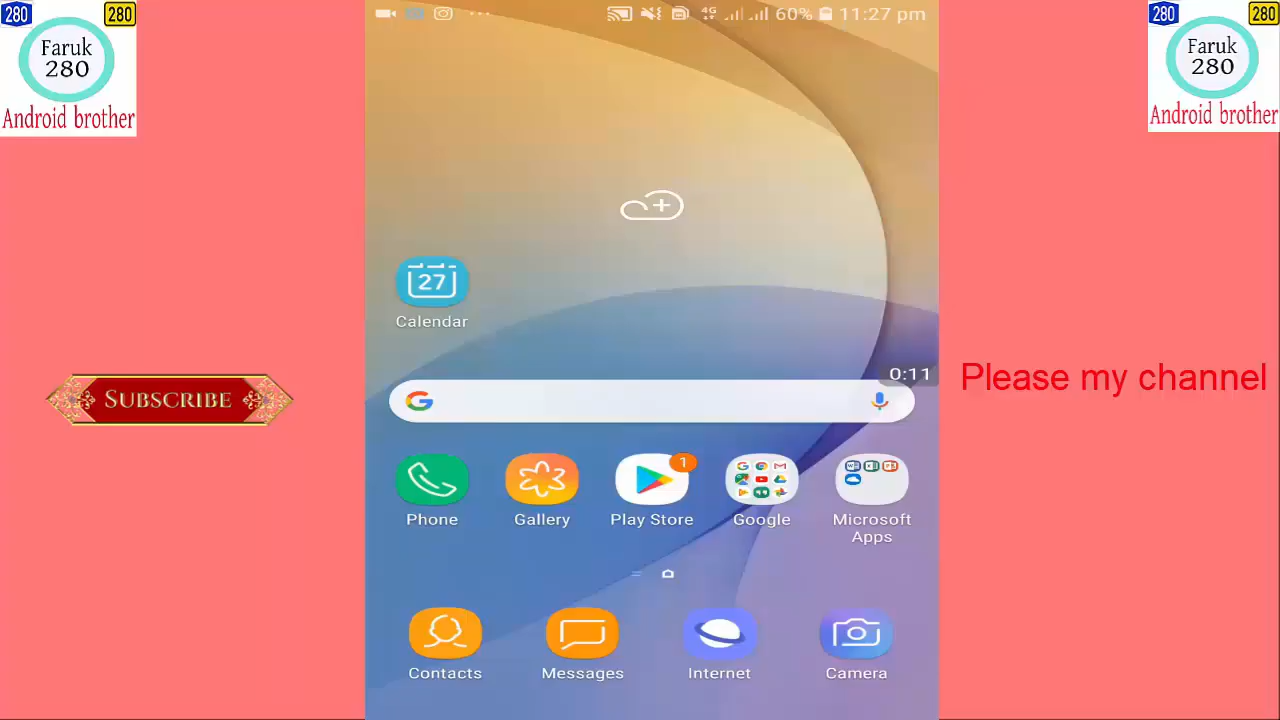 280
280
Faruk
280
Android brother
4G
60%
11:27 pm
280
280
Faruk
280
Android brother
27
Calendar
0:11
SUBSCRIBE
Please my channel
G
1
Phone
Gallery
Play Store
Google
Microsoft
Apps
Contacts
Messages
Internet
Camera